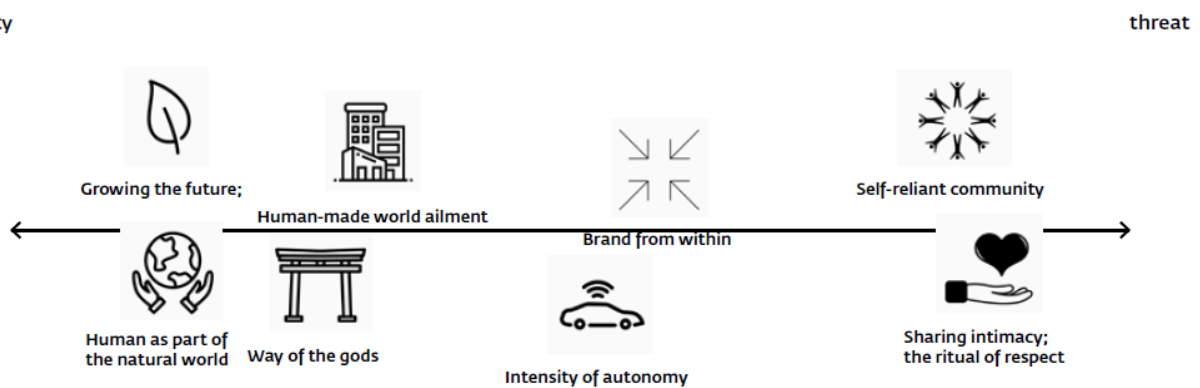 threat
Growing the future;
Self-reliant community
Human-made world ailment
Brand from within
Human as part of
the natural world
Way of the gods
Sharing intimacy;
the ritual of respect
Intensity of autonomy